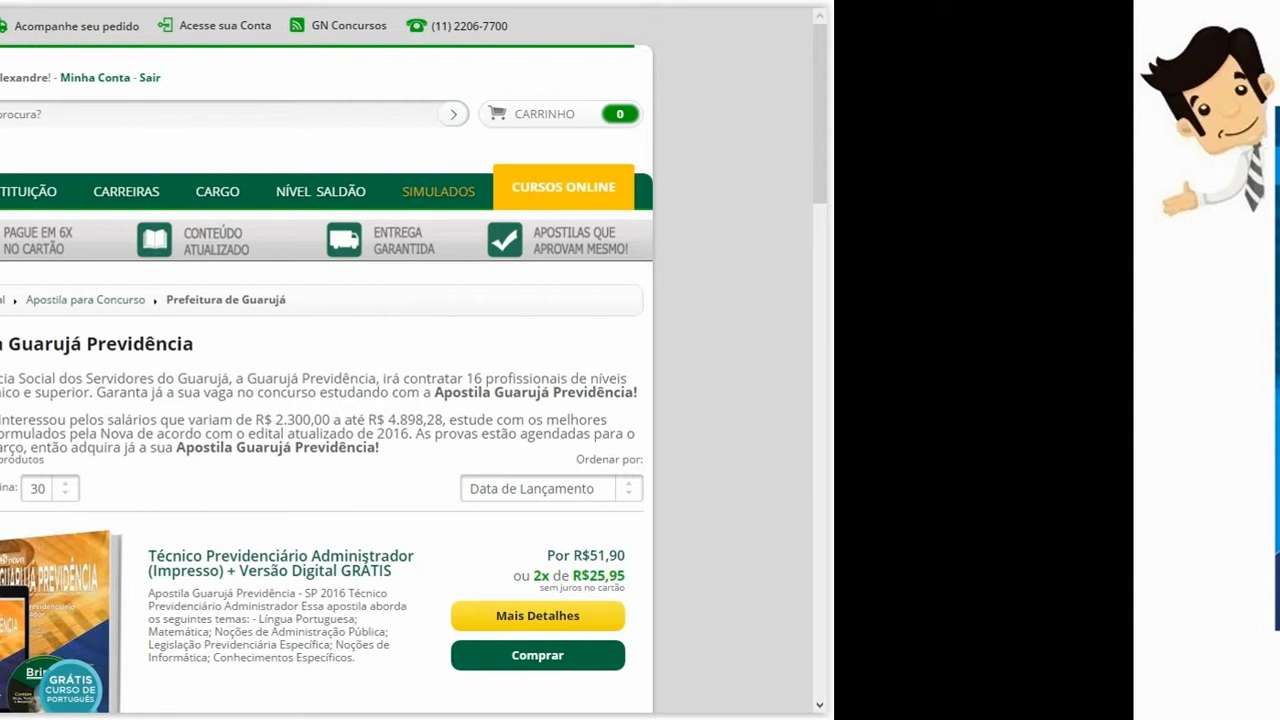 Acompanhe seu pedido Acesse sua Conta GN Concursos (11) 2206-7700
lexandre! - Minha Conta - Sair
procura? CARRINHO 0
TITUIÇÃO CARREIRAS CARGO NÍVEL SALDÃO SIMULADOS CURSOS ONLINE
PAGUE EM 6X
NO CARTÃO
CONTEÚDO
ATUALIZADO
ENTREGA
GARANTIDA
APOSTILAS QUE
APROVAM MESMO!
al Apostila para Concurso Prefeitura de Guarujá
a Guarujá Previdência
cia Social dos Servidores do Guarujá, a Guarujá Previdência, irá contratar 16 profissionais de níveis
nico e superior. Garanta já a sua vaga no concurso estudando com a Apostila Guarujá Previdência!
interessou pelos salários que variam de R$ 2.300,00 a até R$ 4.898,28, estude com os melhores
ormulados pela Nova de acordo com o edital atualizado de 2016. As provas estão agendadas para o
arço, então adquira já a sua Apostila Guarujá Previdência!
produtos Ordenar por:
ina: 30 Data de Lançamento
Técnico Previdenciário Administrador
(Impresso) + Versão Digital GRÁTIS
Apostila Guarujá Previdência - SP 2016 Técnico
Previdenciário Administrador Essa apostila aborda
os seguintes temas: - Língua Portuguesa;
Matemática; Noções de Administração Pública;
Legislação Previdenciária Específica; Noções de
Informática; Conhecimentos Específicos.
Por R$51,90
ou 2x de R$25,95
sem juros no cartão
Mais Detalhes
Comprar
nova
GUARUJÁ PREVIDÊNCIA
GRÁTIS
CURSO DE
PORTUGUÊS